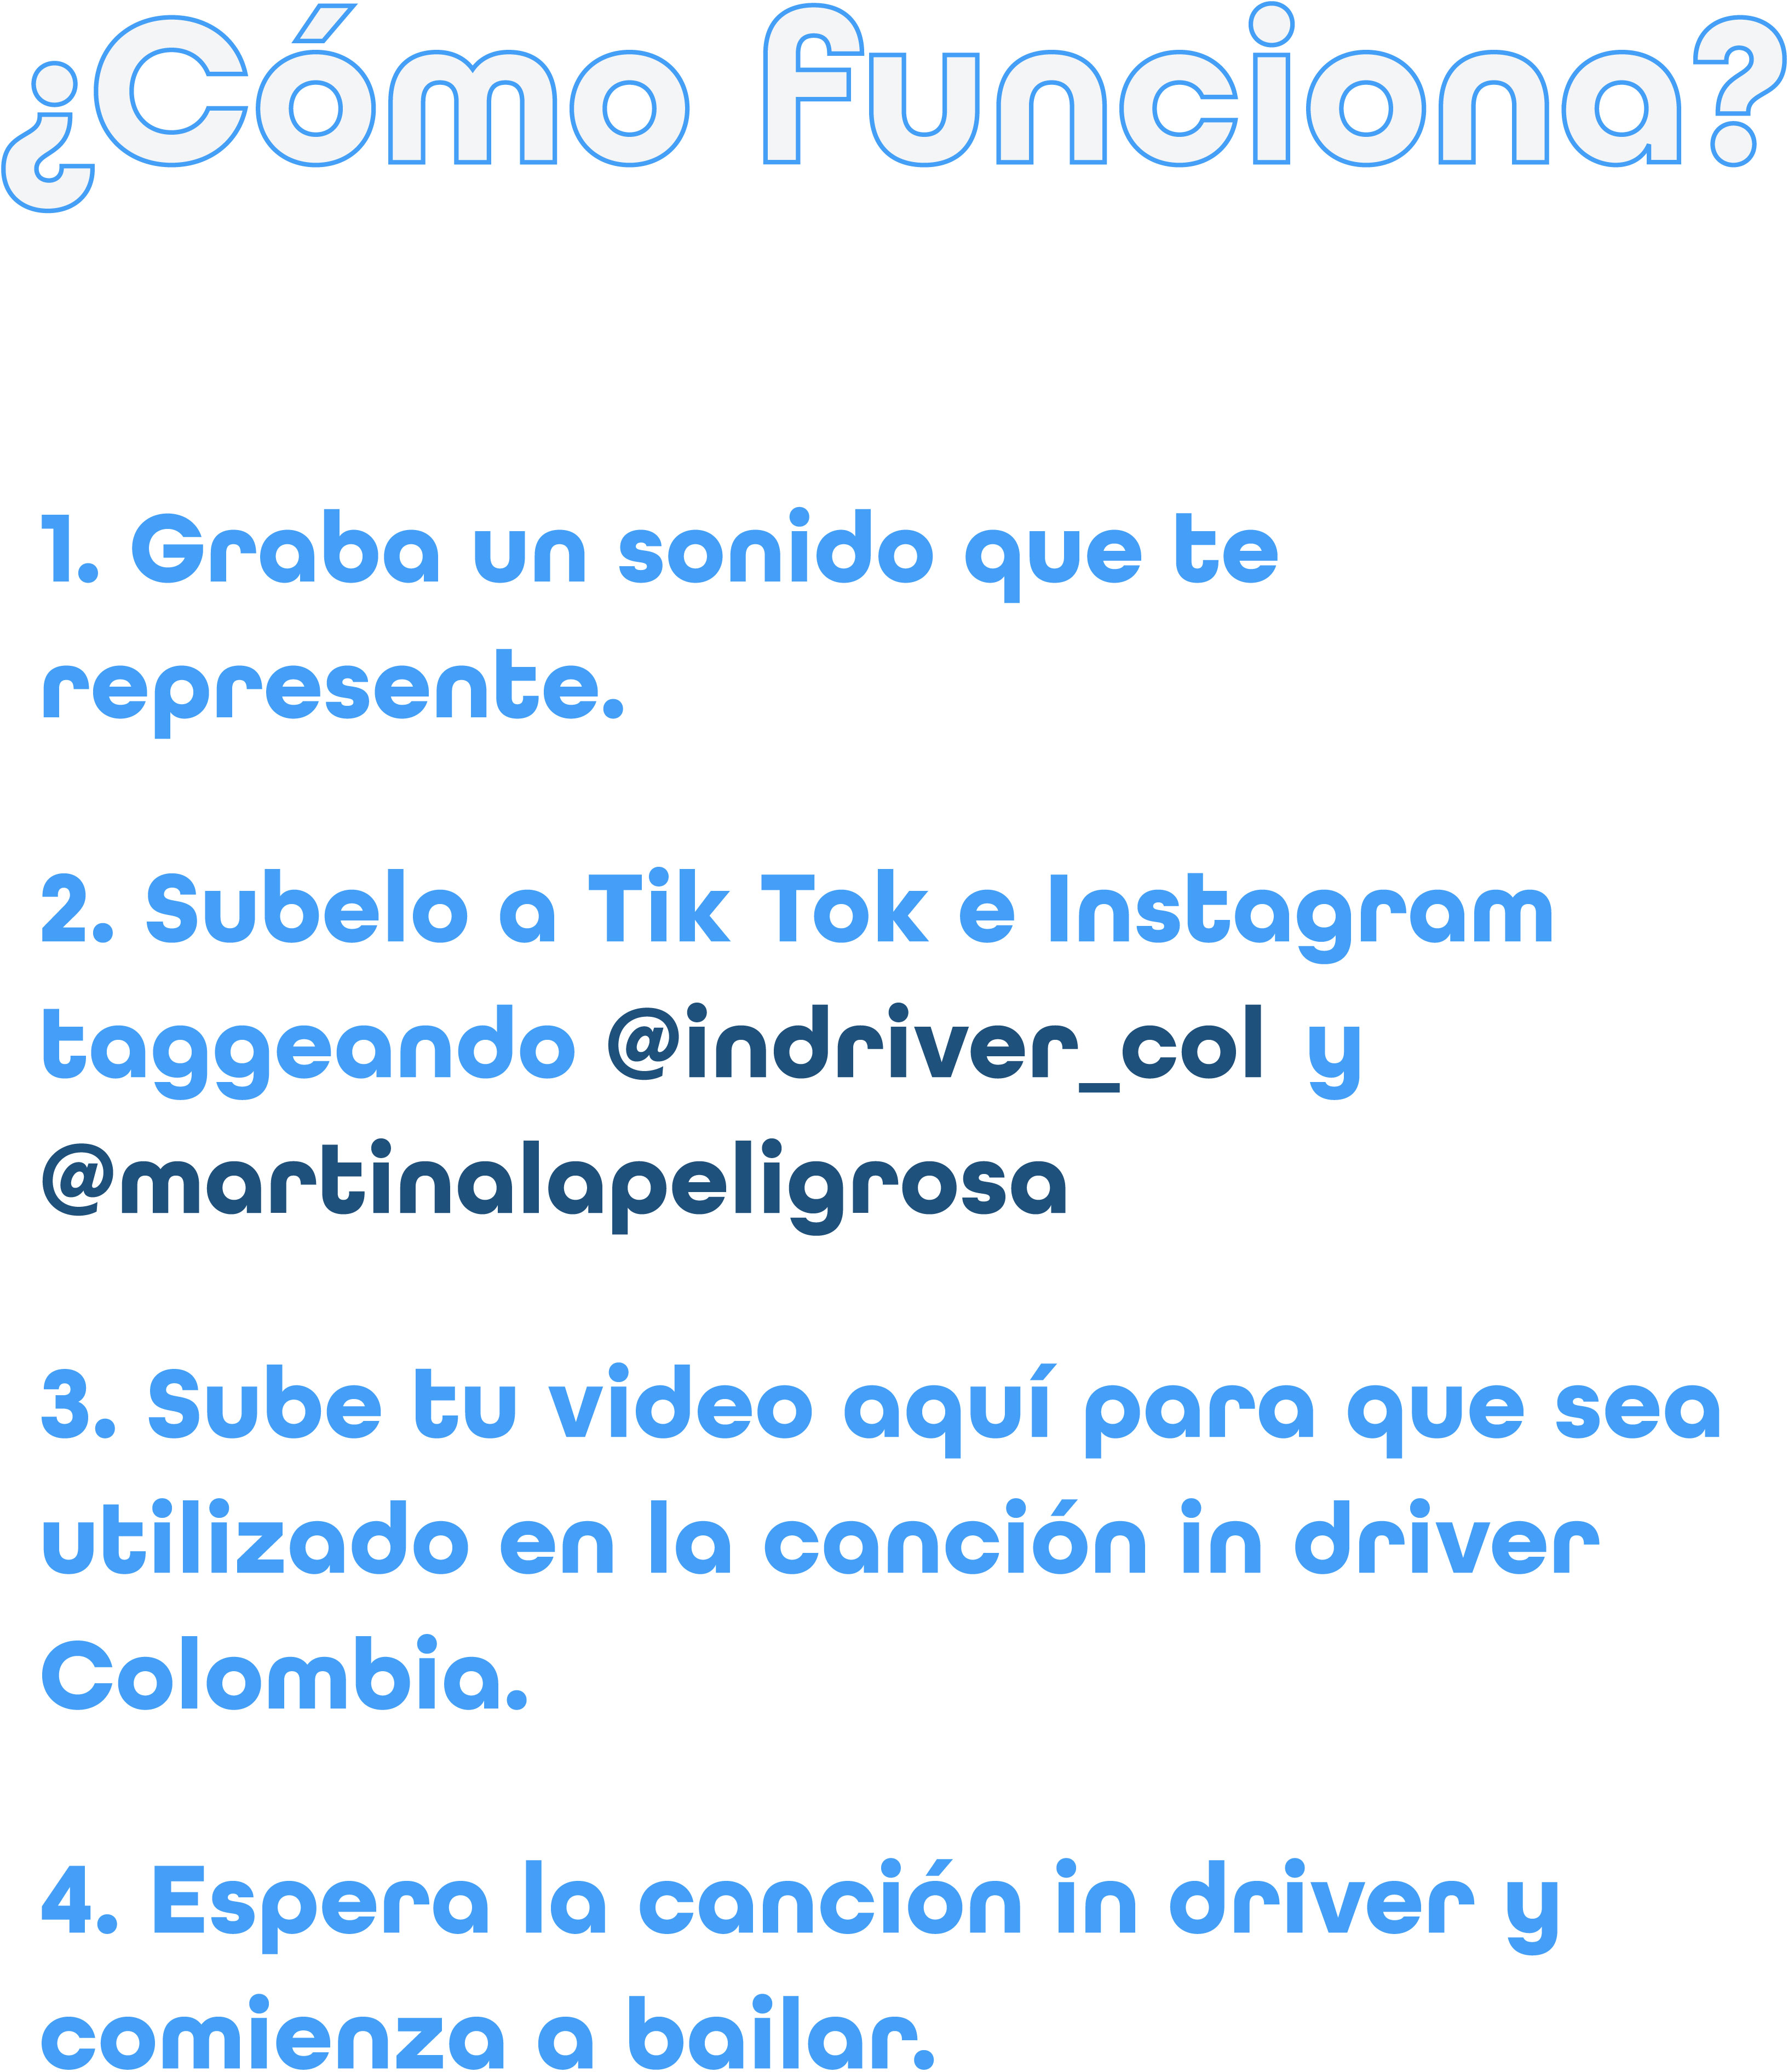 ¿Cómo funciona?
1. Graba un sonido que te
represente.
2. Subelo a Tik Tok e Instagram
taggeando @indriver_col y
@martinalapeligrosa
3. Sube tu video aquí para que sea
utilizado en la canción in driver
Colombia.
4. Espera la canción in driver y
comienza a bailar.